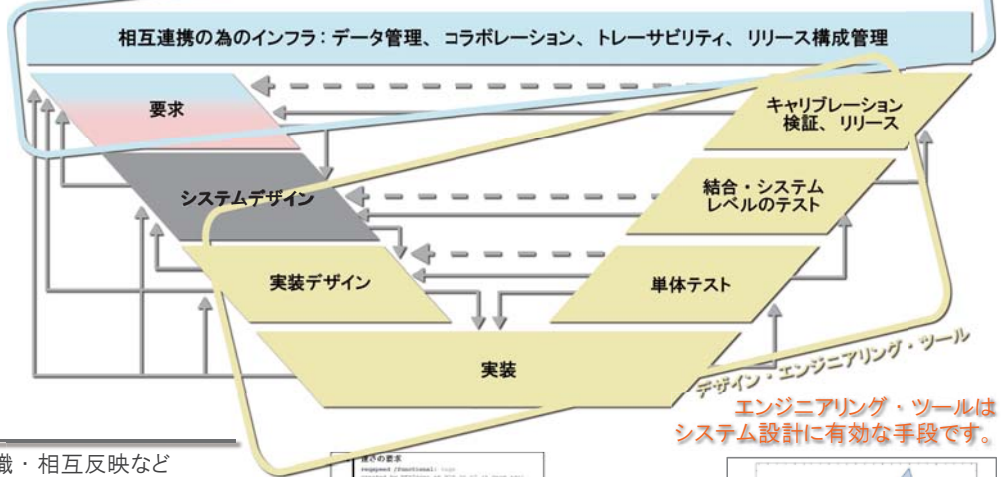 相互連携の為のインフラ：データ管理、コラボレーション、トレーサビリティ、リリース構成管理
要求
キャリブレーション
検証、リリース
システムデザイン
結合・システム
レベルのテスト
実装デザイン
単体テスト
実装
デザイン・エンジニアリング・ツール
エンジニアリング・ツールは
システム設計に有効な手段です。
・相互反映など
速さの要求
reqspeed /Functional: